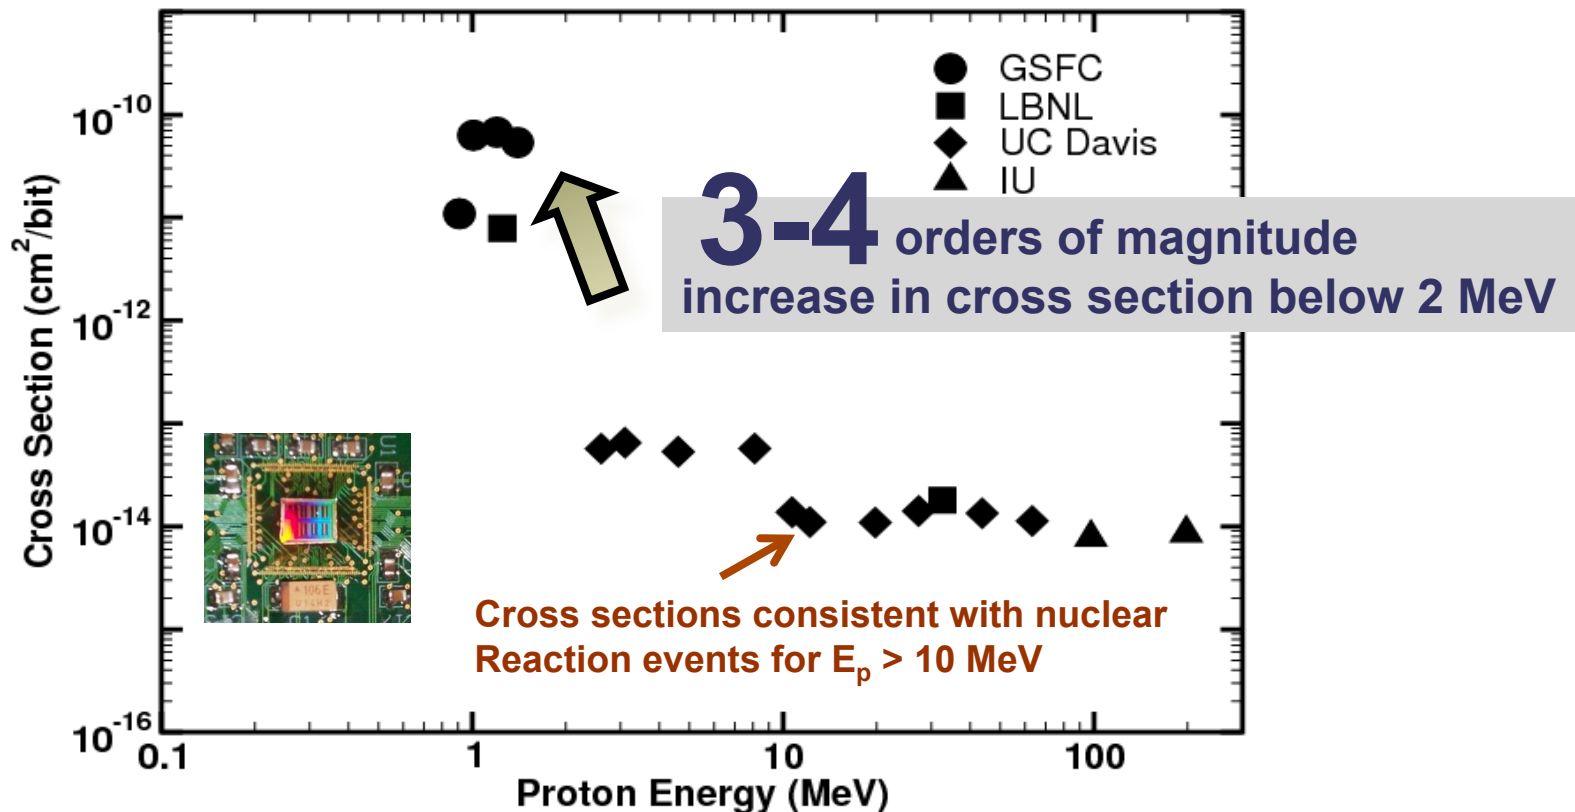 GSFC
LBNL
UC Davis
IU
3-4 orders of magnitude
increase in cross section below 2 MeV
Cross Section (cm²/bit)
10⁻¹⁰
10⁻¹²
10⁻¹⁴
10⁻¹⁶
U1
106E
Cross sections consistent with nuclear
Reaction events for Eₚ > 10 MeV
0.1 1 10 100
Proton Energy (MeV)